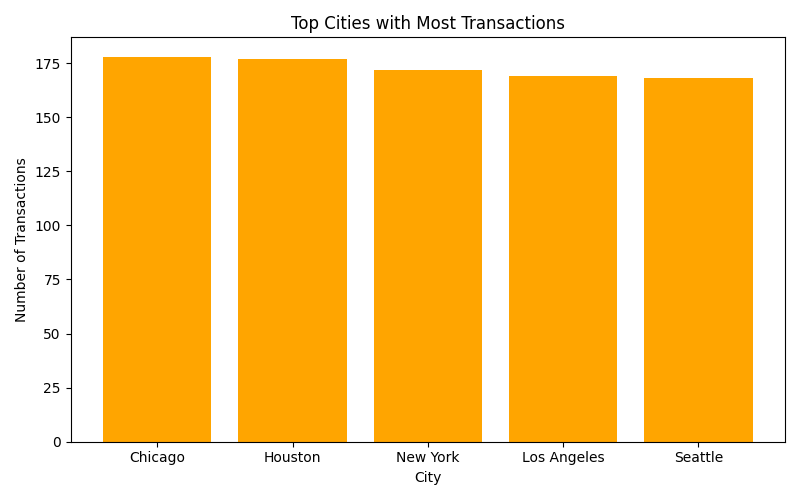 Top Cities with Most Transactions
Number of Transactions
175
150
125
100
75
50
25
0
Chicago Houston New York Los Angeles Seattle
City